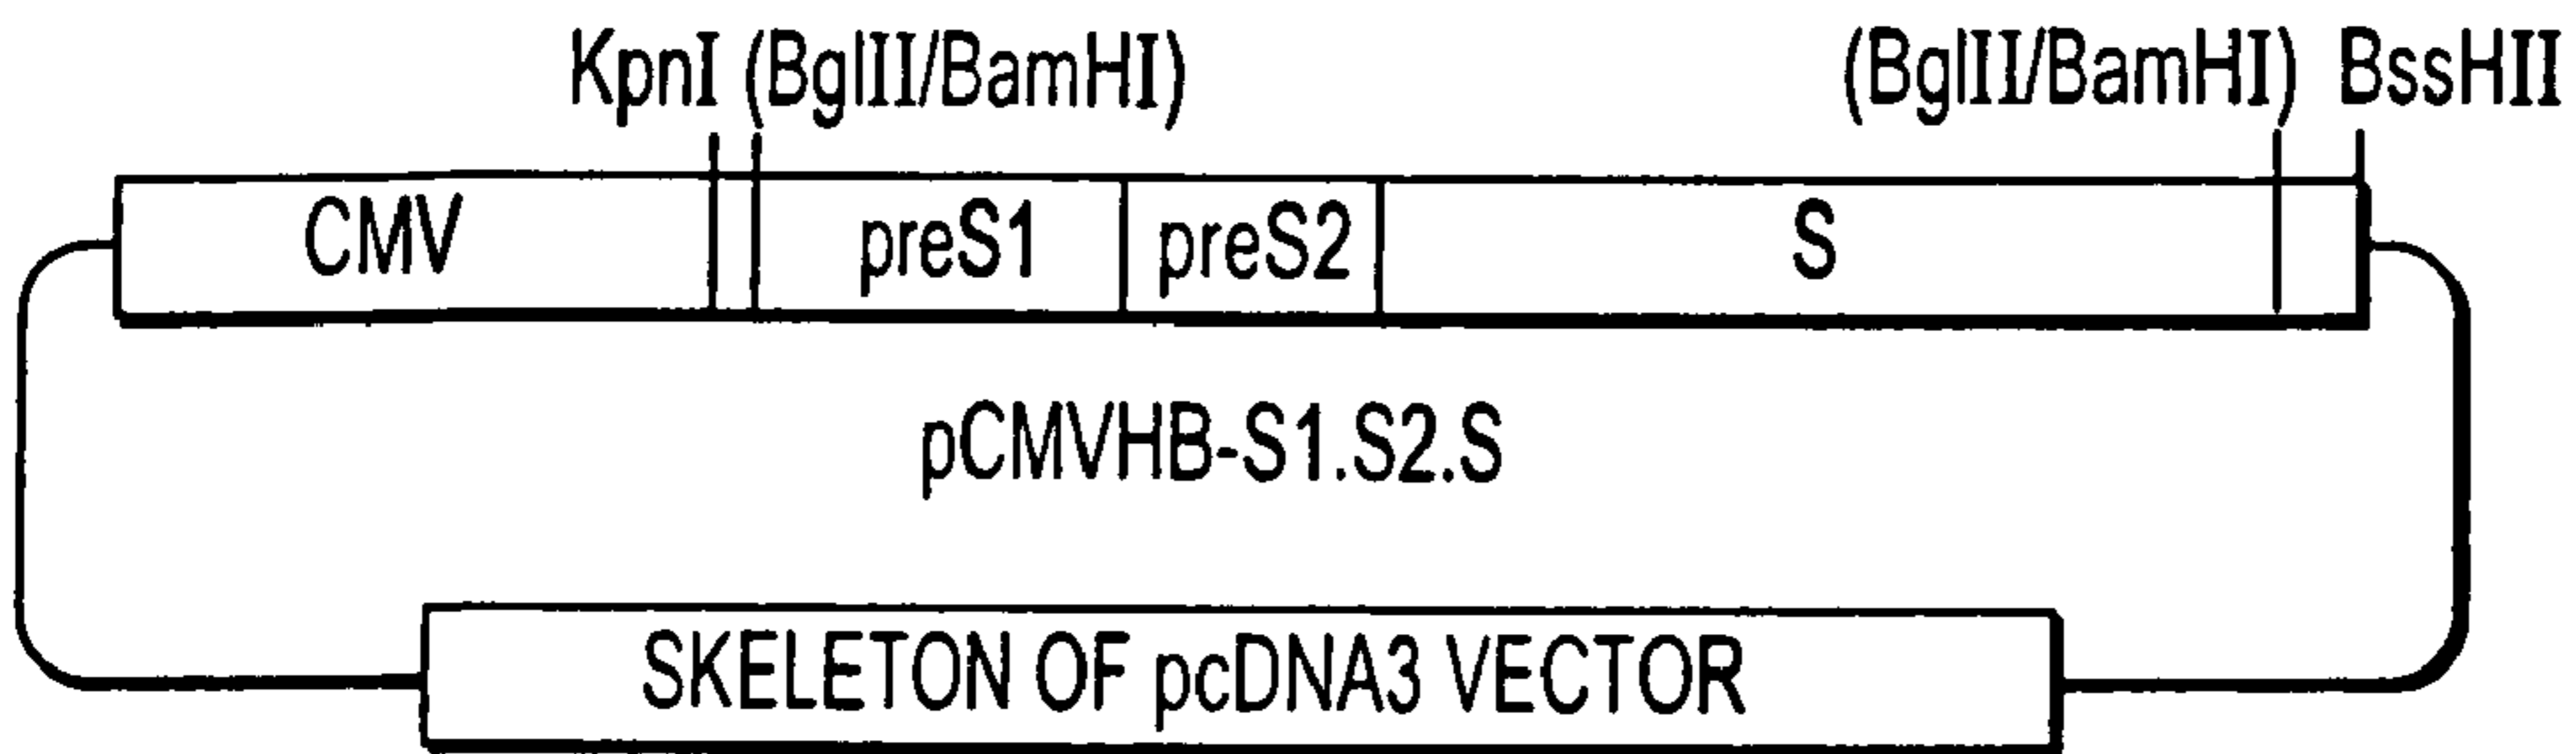 KpnI (BglII/BamHI) (BglII/BamHI) BssHII
CMV preS1 preS2 S
pCMVHB-S1.S2.S
SKELETON OF pcDNA3 VECTOR